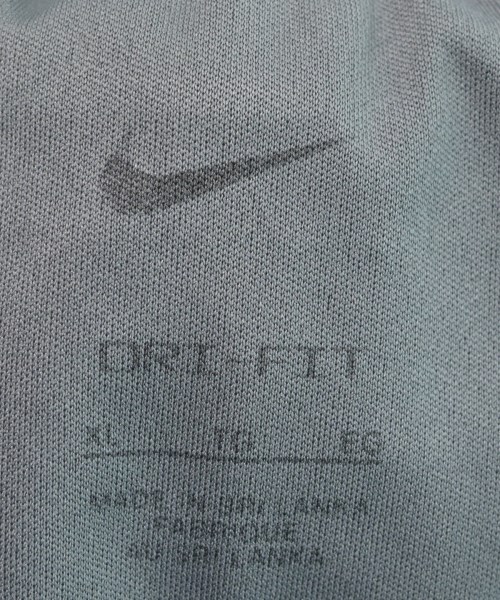 DRI-FIT
XL TG EG
MADE IN SRI LANKA
FABRIQUE
AU SRI LANKA